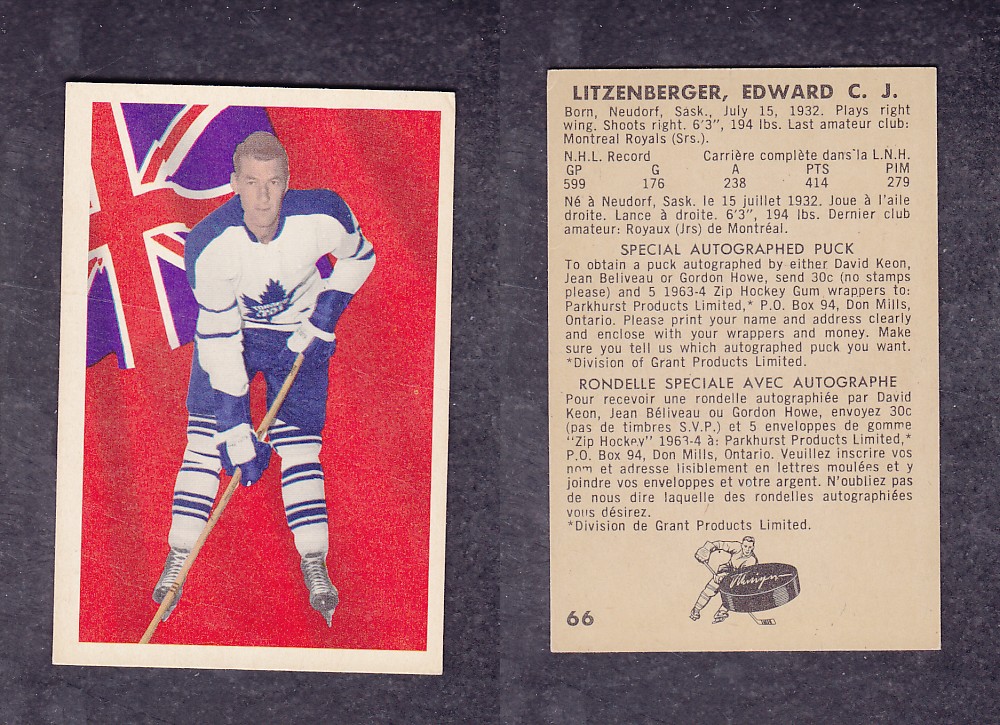 TORONTO
LITZENBERGER, EDWARD C. J.
Born, Neudorf, Sask., July 15, 1932. Plays right
wing. Shoots right. 6'3", 194 lbs. Last amateur club:
Montreal Royals (Srs.).
N.H.L. Record Carrière complète dans la L.N.H.
GP G A PTS PIM
599 176 238 414 279
Né à Neudorf, Sask. le 15 juillet 1932. Joue à l'aile
droite. Lance à droite. 6'3", 194 lbs. Dernier club
amateur: Royaux (Jrs) de Montréal.
SPECIAL AUTOGRAPHED PUCK
To obtain a puck autographed by either David Keon,
Jean Beliveau or Gordon Howe, send 30c (no stamps
please) and 5 1963-4 Zip Hockey Gum wrappers to:
Parkhurst Products Limited,* P.O. Box 94, Don Mills,
Ontario. Please print your name and address clearly
and enclose with your wrappers and money. Make
sure you tell us which autographed puck you want.
*Division of Grant Products Limited.
RONDELLE SPECIALE AVEC AUTOGRAPHE
Pour recevoir une rondelle autographiée par David
Keon, Jean Béliveau ou Gordon Howe, envoyez 30c
(pas de timbres S.V.P.) et 5 enveloppes de gomme
"Zip Hockey" 1963-4 à: Parkhurst Products Limited,*
P.O. Box 94, Don Mills, Ontario. Veuillez inscrire vos
nom et adresse lisiblement en lettres moulées et y
joindre vos enveloppes et votre argent. N'oubliez pas
de nous dire laquelle des rondelles autographiées
vous désirez.
*Division de Grant Products Limited.
66